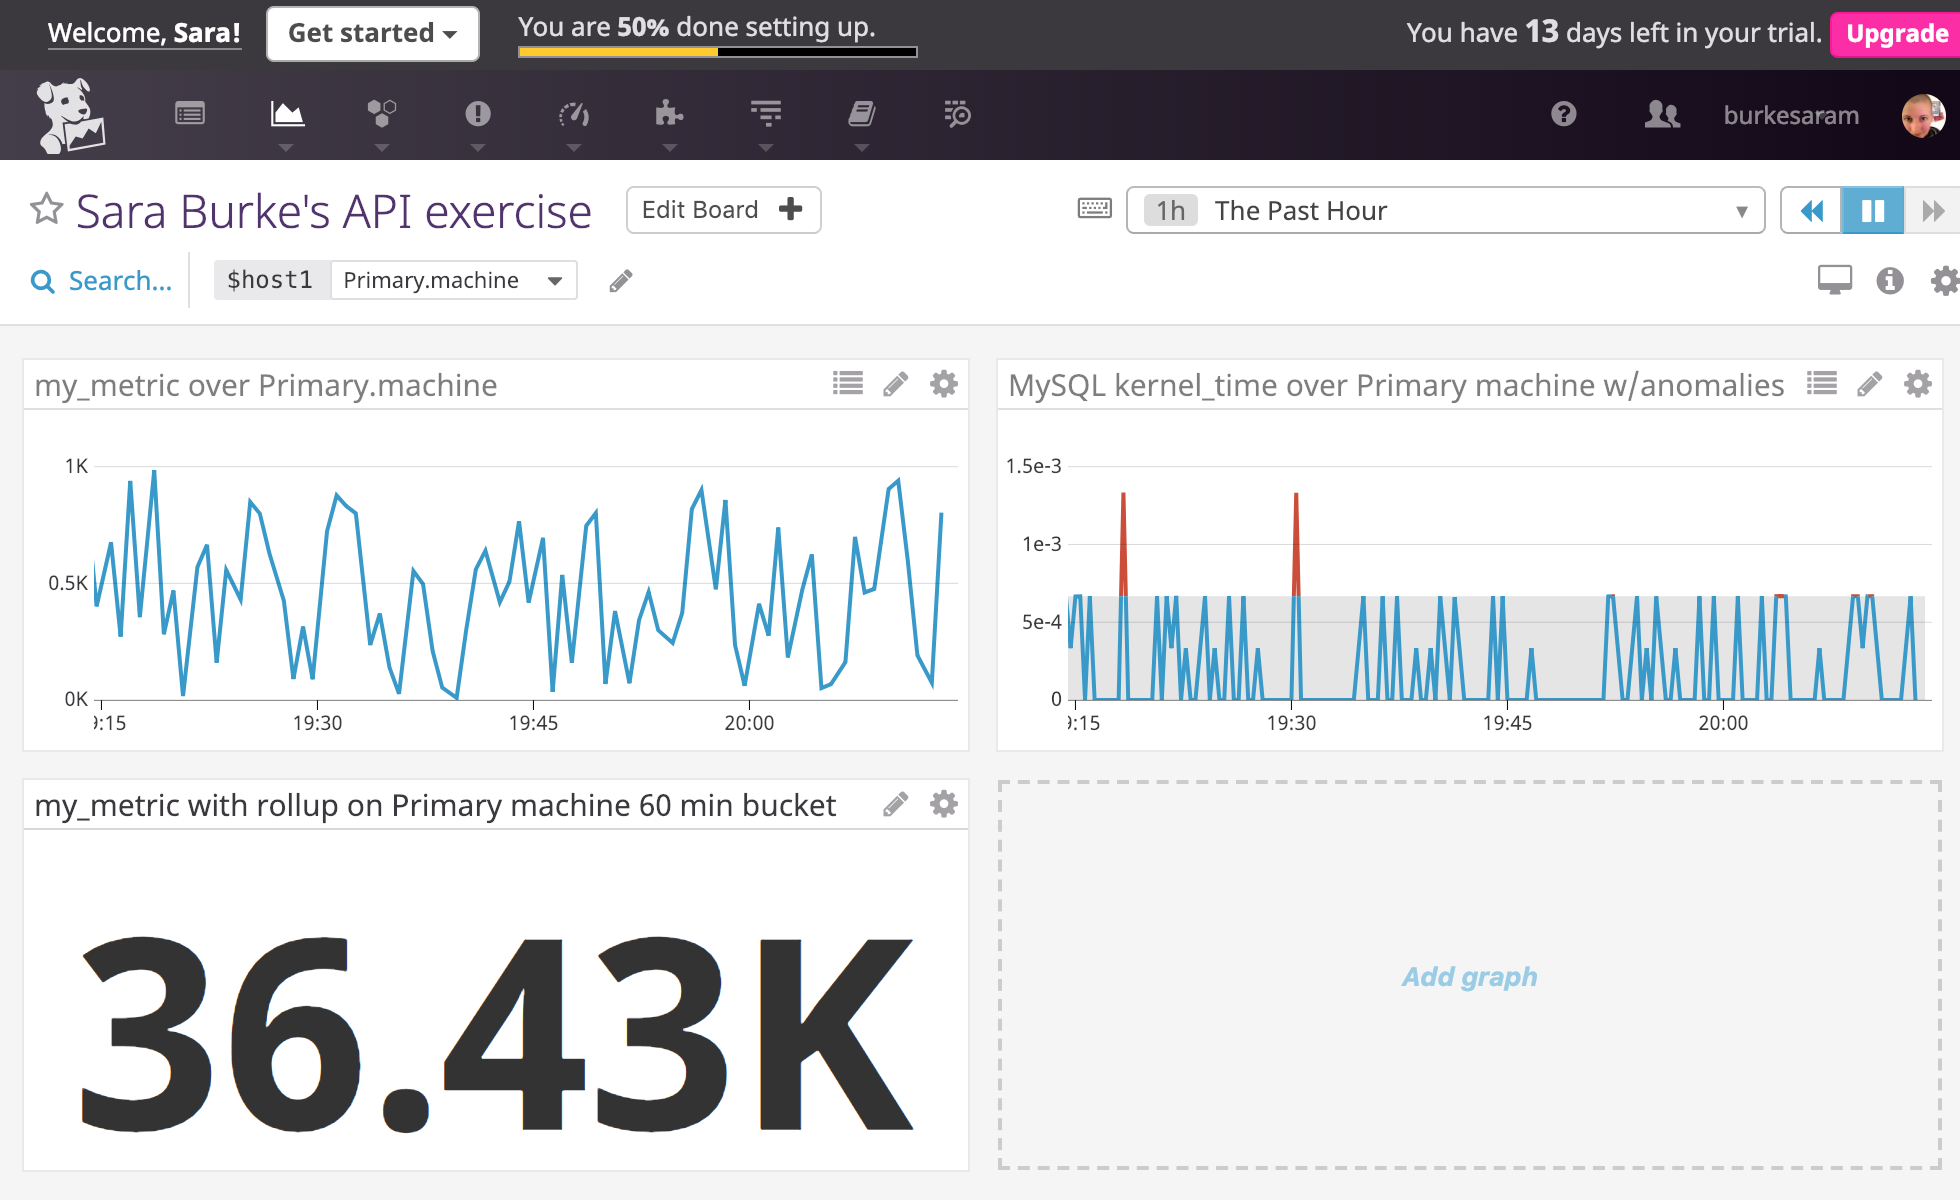 Welcome, Sara!
Get started
You are 50% done setting up.
You have 13 days left in your trial.
Upgrade
burkesaram
Sara Burke's API exercise
Edit Board
1h The Past Hour
Search...
$host1 Primary.machine
my_metric over Primary.machine
1K
0.5K
0K
:15 19:30 19:45 20:00
MySQL kernel_time over Primary machine w/anomalies
1.5e-3
1e-3
5e-4
0
:15 19:30 19:45 20:00
my_metric with rollup on Primary machine 60 min bucket
36.43K
Add graph